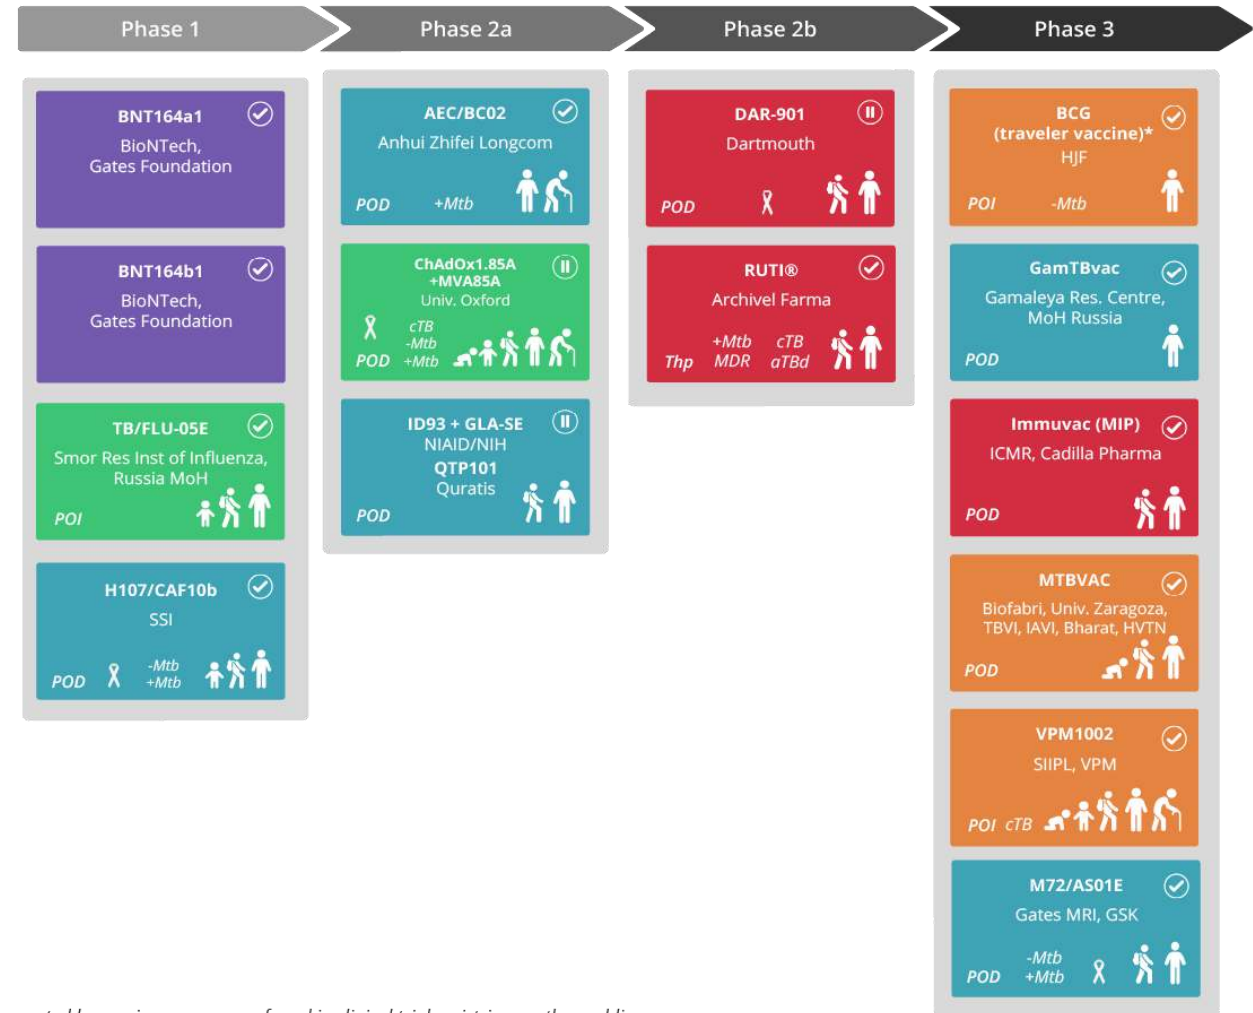 Phase 1
Phase 2a
Phase 2b
Phase 3
BNT164a1
BioNTech,
Gates Foundation
BNT164b1
BioNTech,
Gates Foundation
TB/FLU-05E
Smor Res Inst of Influenza,
Russia MoH
POI
H107/CAF10b
SSI
-Mtb
POD +Mtb
AEC/BC02
Anhui Zhifei Longcom
POD +Mtb
ChAdOx1.85A
+MVA85A
Univ. Oxford
cTB
-Mtb
POD +Mtb
ID93 + GLA-SE
NIAID/NIH
QTP101
Quratis
POD
DAR-901
Dartmouth
POD
RUTI®
Archivel Farma
+Mtb cTB
Thp MDR aTBd
BCG
(traveler vaccine)*
HJF
POI -Mtb
GamTBvac
Gamaleya Res. Centre,
MoH Russia
POD
Immuvac (MIP)
ICMR, Cadilla Pharma
POD
MTBVAC
Biofabri, Univ. Zaragoza,
TBVI, IAVI, Bharat, HVTN
POD
VPM1002
SIIPL, VPM
POI cTB
M72/AS01E
Gates MRI, GSK
-Mtb
POD +Mtb